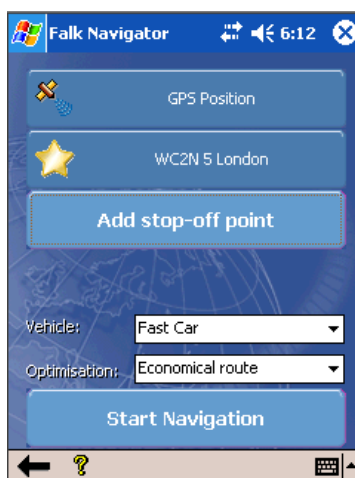 Falk Navigator 6:12
GPS Position
WC2N 5 London
Add stop-off point
Vehicle: Fast Car
Optimisation: Economical route
Start Navigation
?